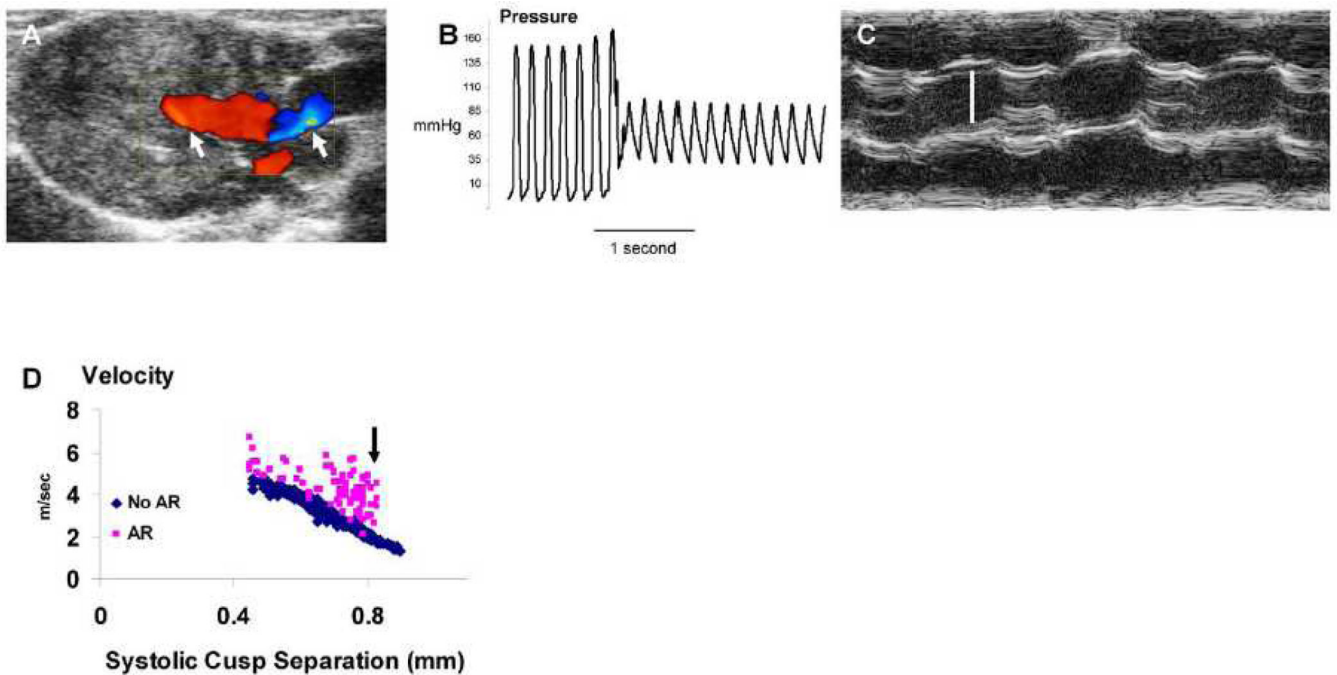 A
B
Pressure
160
135
110
85
mmHg
60
35
10
1 second
C
D
Velocity
8
6
m/sec
4
No AR
2
AR
0
0
0.4
0.8
Systolic Cusp Separation (mm)